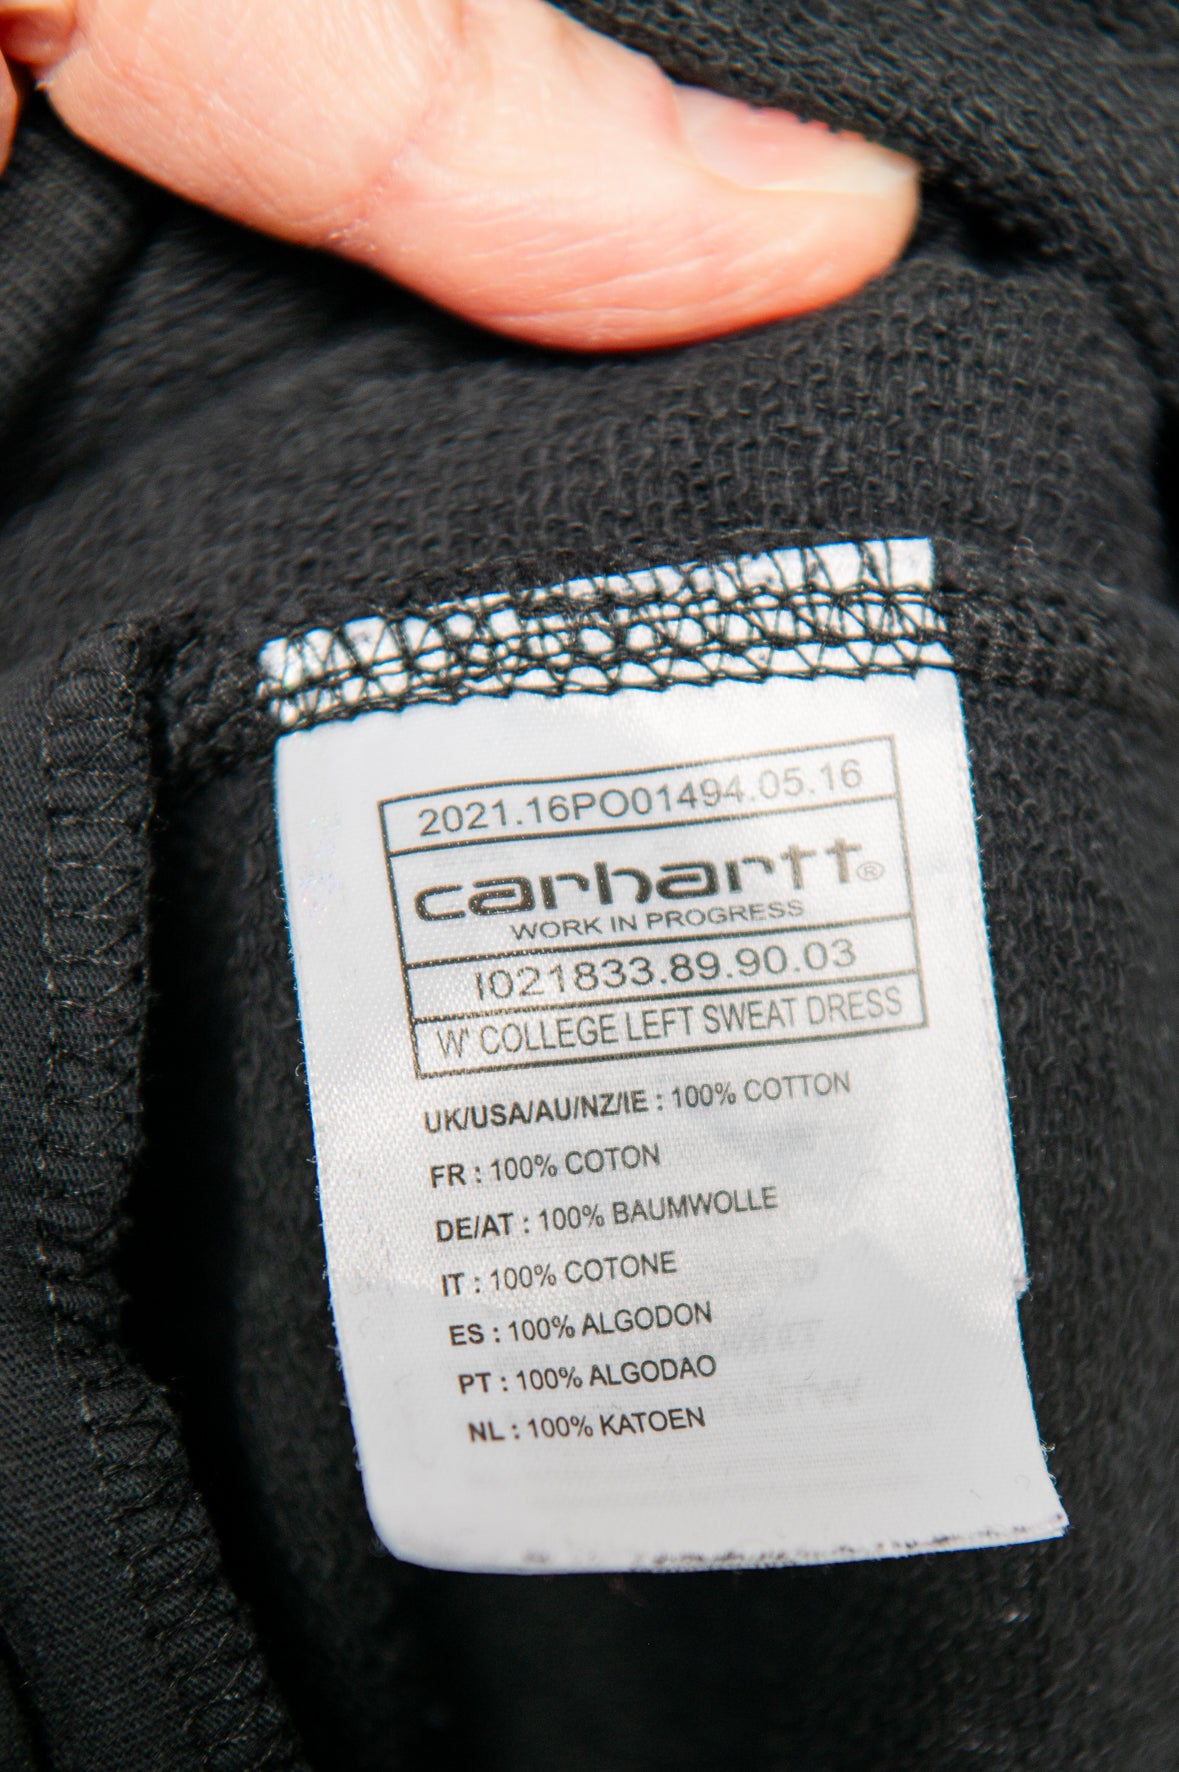 2021.16PO01494.05.16
carhartt®
WORK IN PROGRESS
I021833.89.90.03
W' COLLEGE LEFT SWEAT DRESS
UK/USA/AU/NZ/IE : 100% COTTON
FR : 100% COTON
DE/AT : 100% BAUMWOLLE
IT : 100% COTONE
ES : 100% ALGODON
PT : 100% ALGODAO
NL : 100% KATOEN